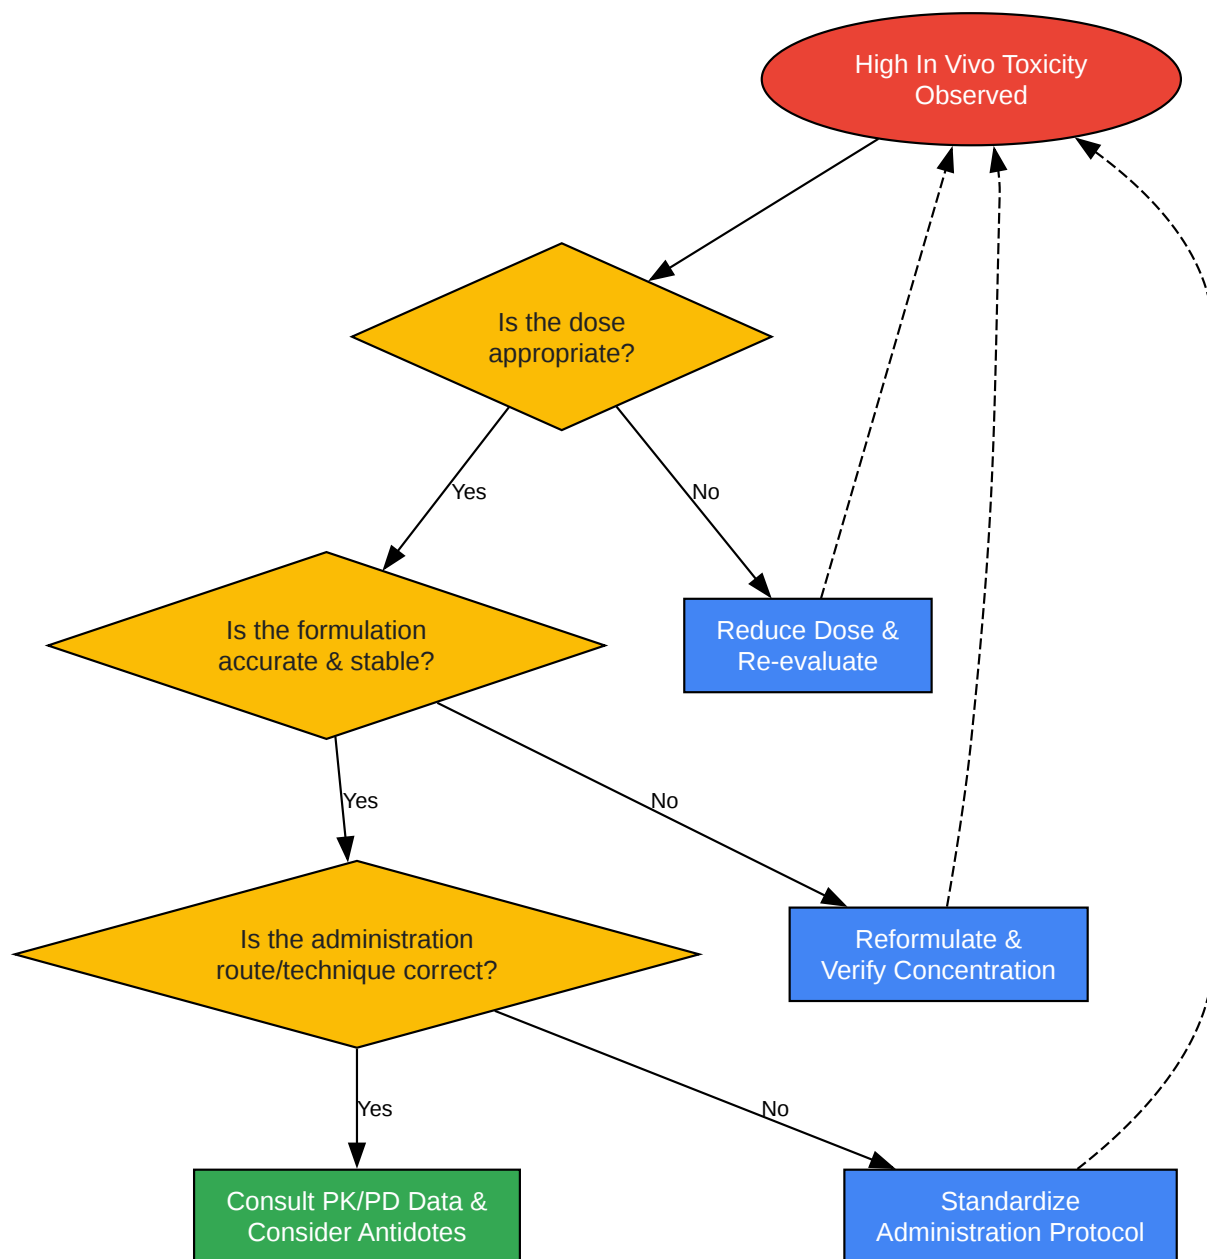 High In Vivo Toxicity
Observed
Is the dose
appropriate?
Yes
No
Is the formulation
accurate & stable?
Reduce Dose &
Re-evaluate
Yes
No
Is the administration
route/technique correct?
Reformulate &
Verify Concentration
Yes
No
Consult PK/PD Data &
Consider Antidotes
Standardize
Administration Protocol